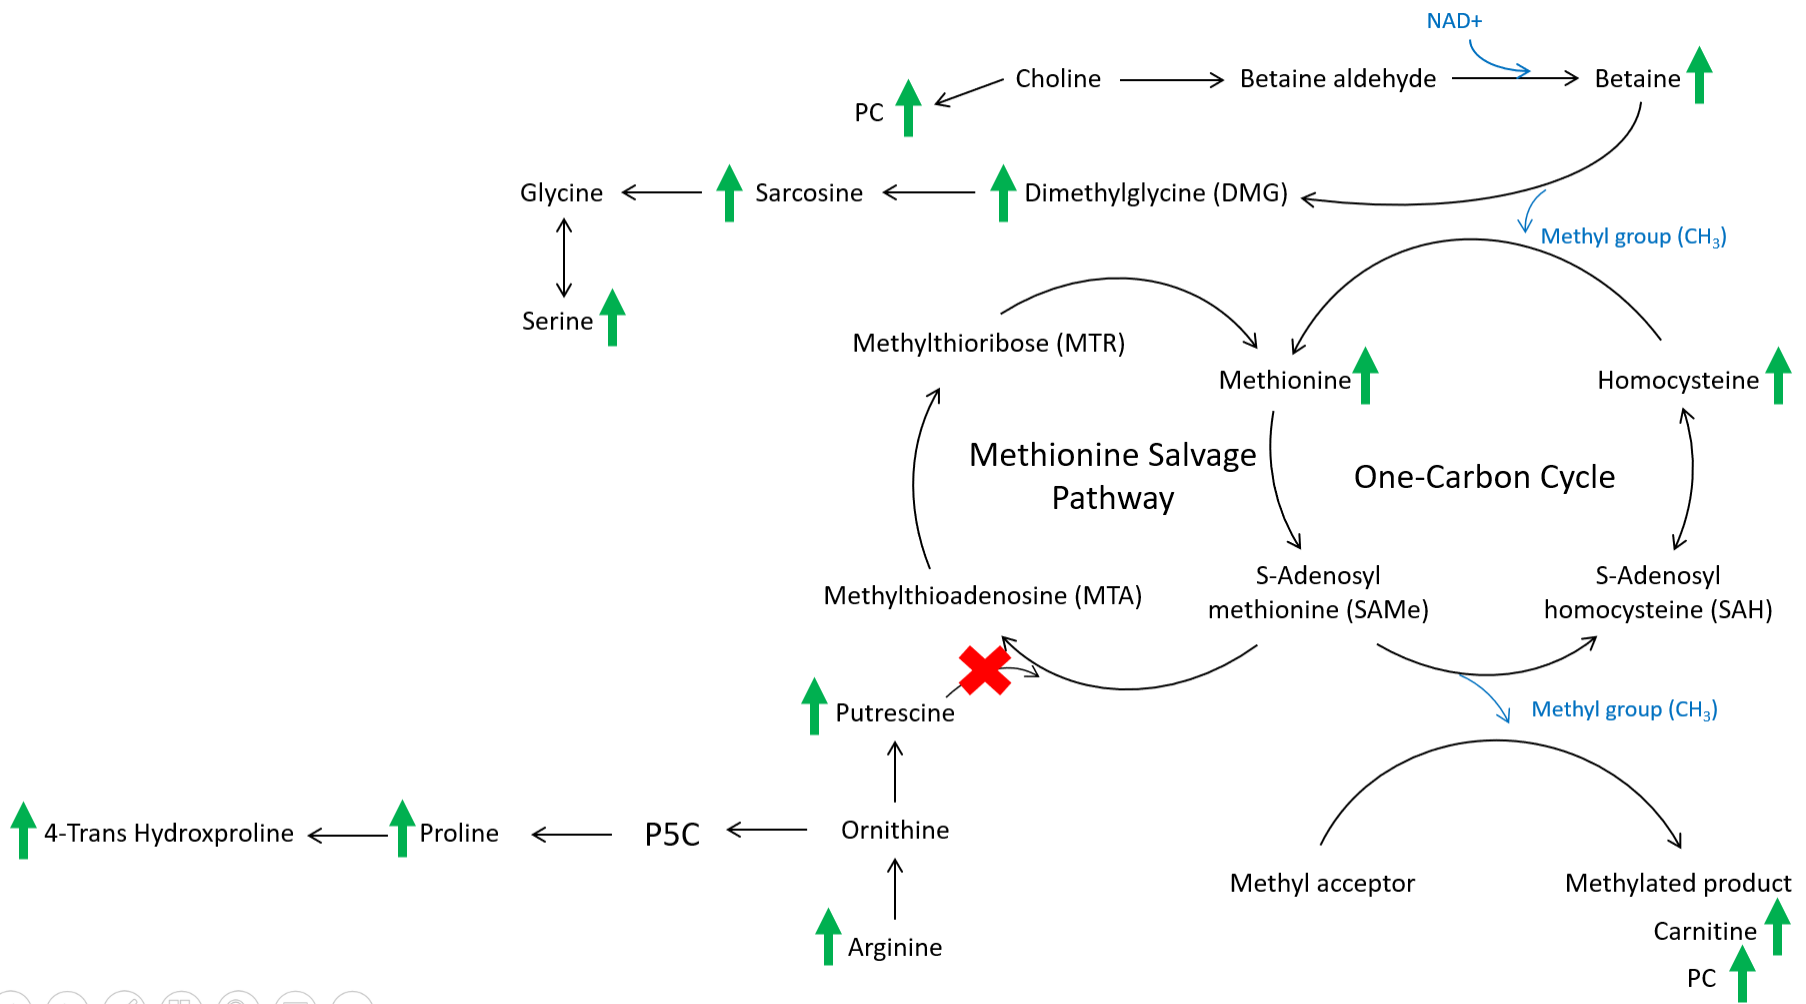 NAD+
Choline
Betaine aldehyde
Betaine
PC
Glycine
Sarcosine
Dimethylglycine (DMG)
Methyl group (CH₃)
Serine
Methylthioribose (MTR)
Methionine
Homocysteine
Methionine Salvage
Pathway
One-Carbon Cycle
Methylthioadenosine (MTA)
S-Adenosyl
methionine (SAMe)
S-Adenosyl
homocysteine (SAH)
Putrescine
Methyl group (CH₃)
4-Trans Hydroxproline
Proline
P5C
Ornithine
Methyl acceptor
Methylated product
Arginine
Carnitine
PC